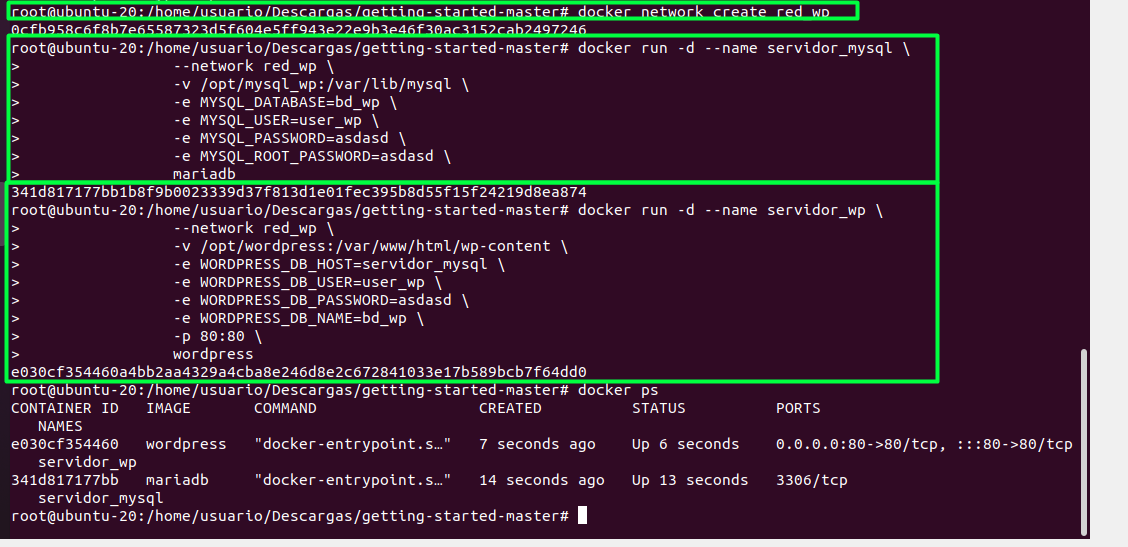 root@ubuntu-20:/home/usuario/Descargas/getting-started-master# docker network create red_wp
0cfb958c6f8b7e65587323d5f604e5ff943e22e9b3e46f30ac3152cab2497246
root@ubuntu-20:/home/usuario/Descargas/getting-started-master# docker run -d --name servidor_mysql \
>                 --network red_wp \
>                 -v /opt/mysql_wp:/var/lib/mysql \
>                 -e MYSQL_DATABASE=bd_wp \
>                 -e MYSQL_USER=user_wp \
>                 -e MYSQL_PASSWORD=asdasd \
>                 -e MYSQL_ROOT_PASSWORD=asdasd \
>                 mariadb
341d817177bb1b8f9b0023339d37f813d1e01fec395b8d55f15f24219d8ea874
root@ubuntu-20:/home/usuario/Descargas/getting-started-master# docker run -d --name servidor_wp \
>                 --network red_wp \
>                 -v /opt/wordpress:/var/www/html/wp-content \
>                 -e WORDPRESS_DB_HOST=servidor_mysql \
>                 -e WORDPRESS_DB_USER=user_wp \
>                 -e WORDPRESS_DB_PASSWORD=asdasd \
>                 -e WORDPRESS_DB_NAME=bd_wp \
>                 -p 80:80 \
>                 wordpress
e030cf354460a4bb2aa4329a4cba8e246d8e2c672841033e17b589bcb7f64dd0
root@ubuntu-20:/home/usuario/Descargas/getting-started-master# docker ps
CONTAINER ID   IMAGE       COMMAND                  CREATED          STATUS          PORTS
   NAMES
e030cf354460   wordpress   "docker-entrypoint.s…"   7 seconds ago    Up 6 seconds    0.0.0.0:80->80/tcp, :::80->80/tcp
   servidor_wp
341d817177bb   mariadb     "docker-entrypoint.s…"   14 seconds ago   Up 13 seconds   3306/tcp
   servidor_mysql
root@ubuntu-20:/home/usuario/Descargas/getting-started-master#